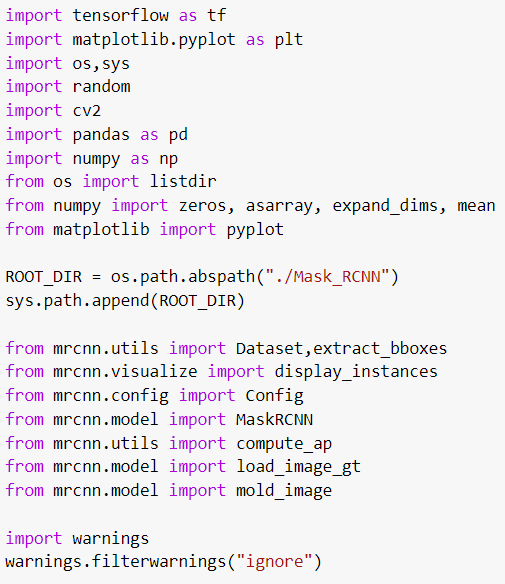 import tensorflow as tf
import matplotlib.pyplot as plt
import os,sys
import random
import cv2
import pandas as pd
import numpy as np
from os import listdir
from numpy import zeros, asarray, expand_dims, mean
from matplotlib import pyplot
ROOT_DIR = os.path.abspath("./Mask_RCNN")
sys.path.append(ROOT_DIR)
from mrcnn.utils import Dataset,extract_bboxes
from mrcnn.visualize import display_instances
from mrcnn.config import Config
from mrcnn.model import MaskRCNN
from mrcnn.utils import compute_ap
from mrcnn.model import load_image_gt
from mrcnn.model import mold_image
import warnings
warnings.filterwarnings("ignore")